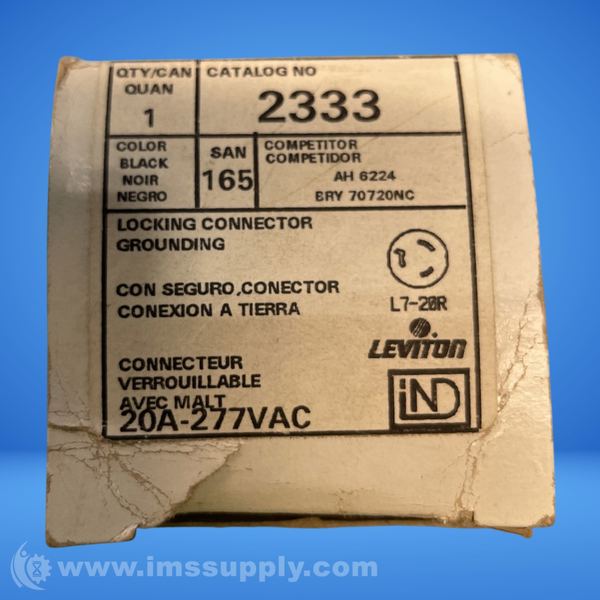 QTY/CAN
QUAN
1
CATALOG NO
2333
COLOR
BLACK
NOIR
NEGRO
SAN
165
COMPETITOR
COMPETIDOR
AH 6224
BRY 70720NC
LOCKING CONNECTOR
GROUNDING
CON SEGURO,CONECTOR
CONEXION A TIERRA
CONNECTEUR
VERROUILLABLE
AVEC MALT
20A-277VAC
L7-20R
LEVITON
IND
www.imssupply.com